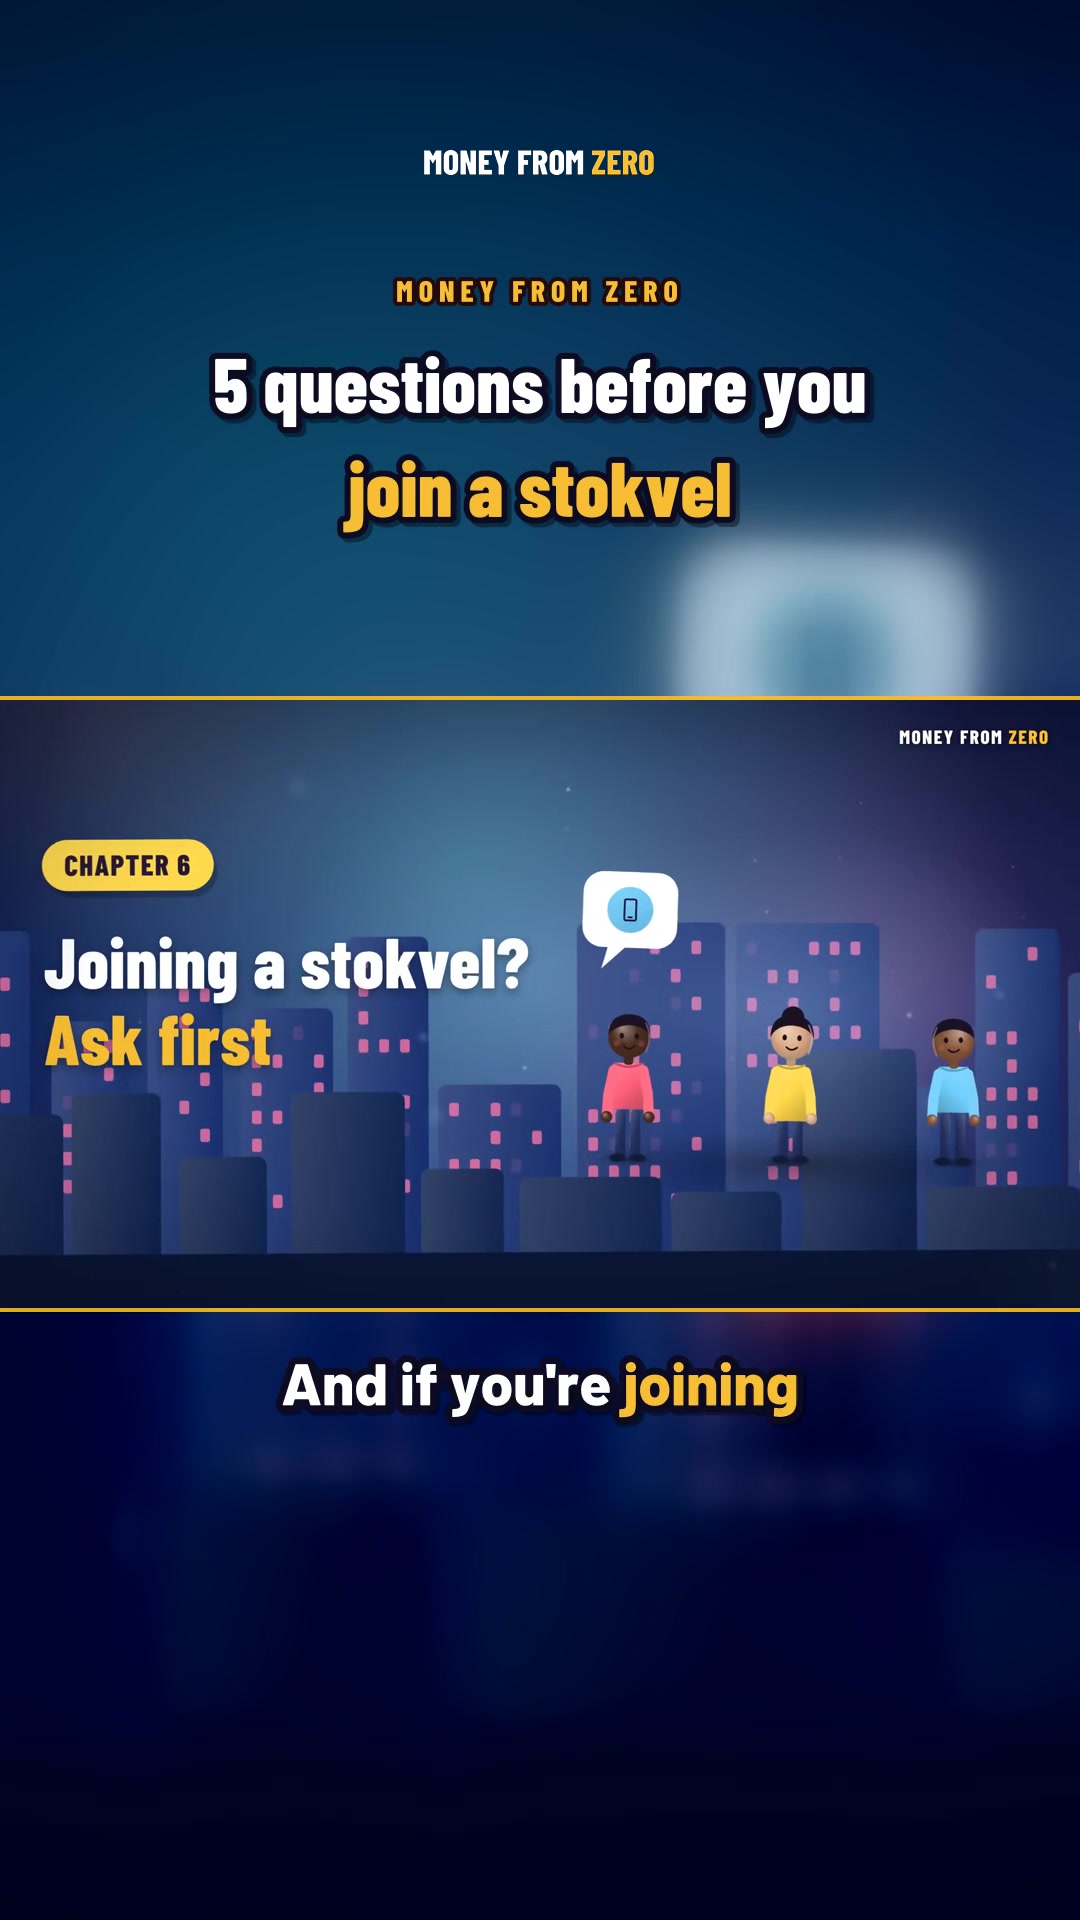 MONEY FROM ZERO
MONEY FROM ZERO
5 questions before you
join a stokvel
MONEY FROM ZERO
CHAPTER 6
Joining a stokvel?
Ask first
And if you're joining